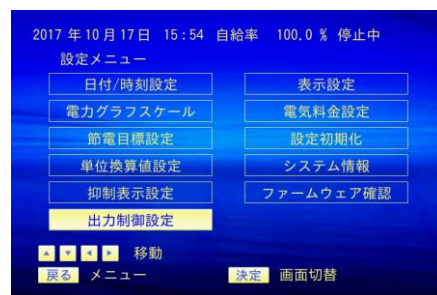 2017 年 10 月 17 日 15:54 自給率 100.0 % 停止中
設定メニュー
日付/時刻設定 表示設定
電力グラフスケール 電気料金設定
節電目標設定 設定初期化
単位換算値設定 システム情報
抑制表示設定 ファームウェア確認
出力制御設定
▲ ▼ ◀ ▶ 移動
戻る メニュー 決定 画面切替